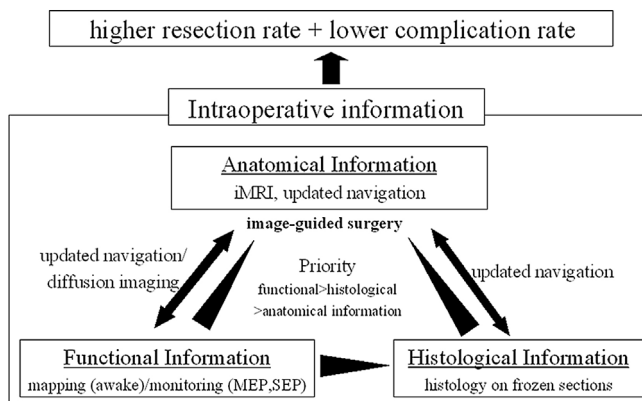 higher resection rate + lower complication rate
Intraoperative information
Anatomical Information
iMRI, updated navigation
image-guided surgery
updated navigation/
diffusion imaging
Priority
functional>histological
>anatomical information
updated navigation
Functional Information
mapping (awake)/monitoring (MEP,SEP)
Histological Information
histology on frozen sections